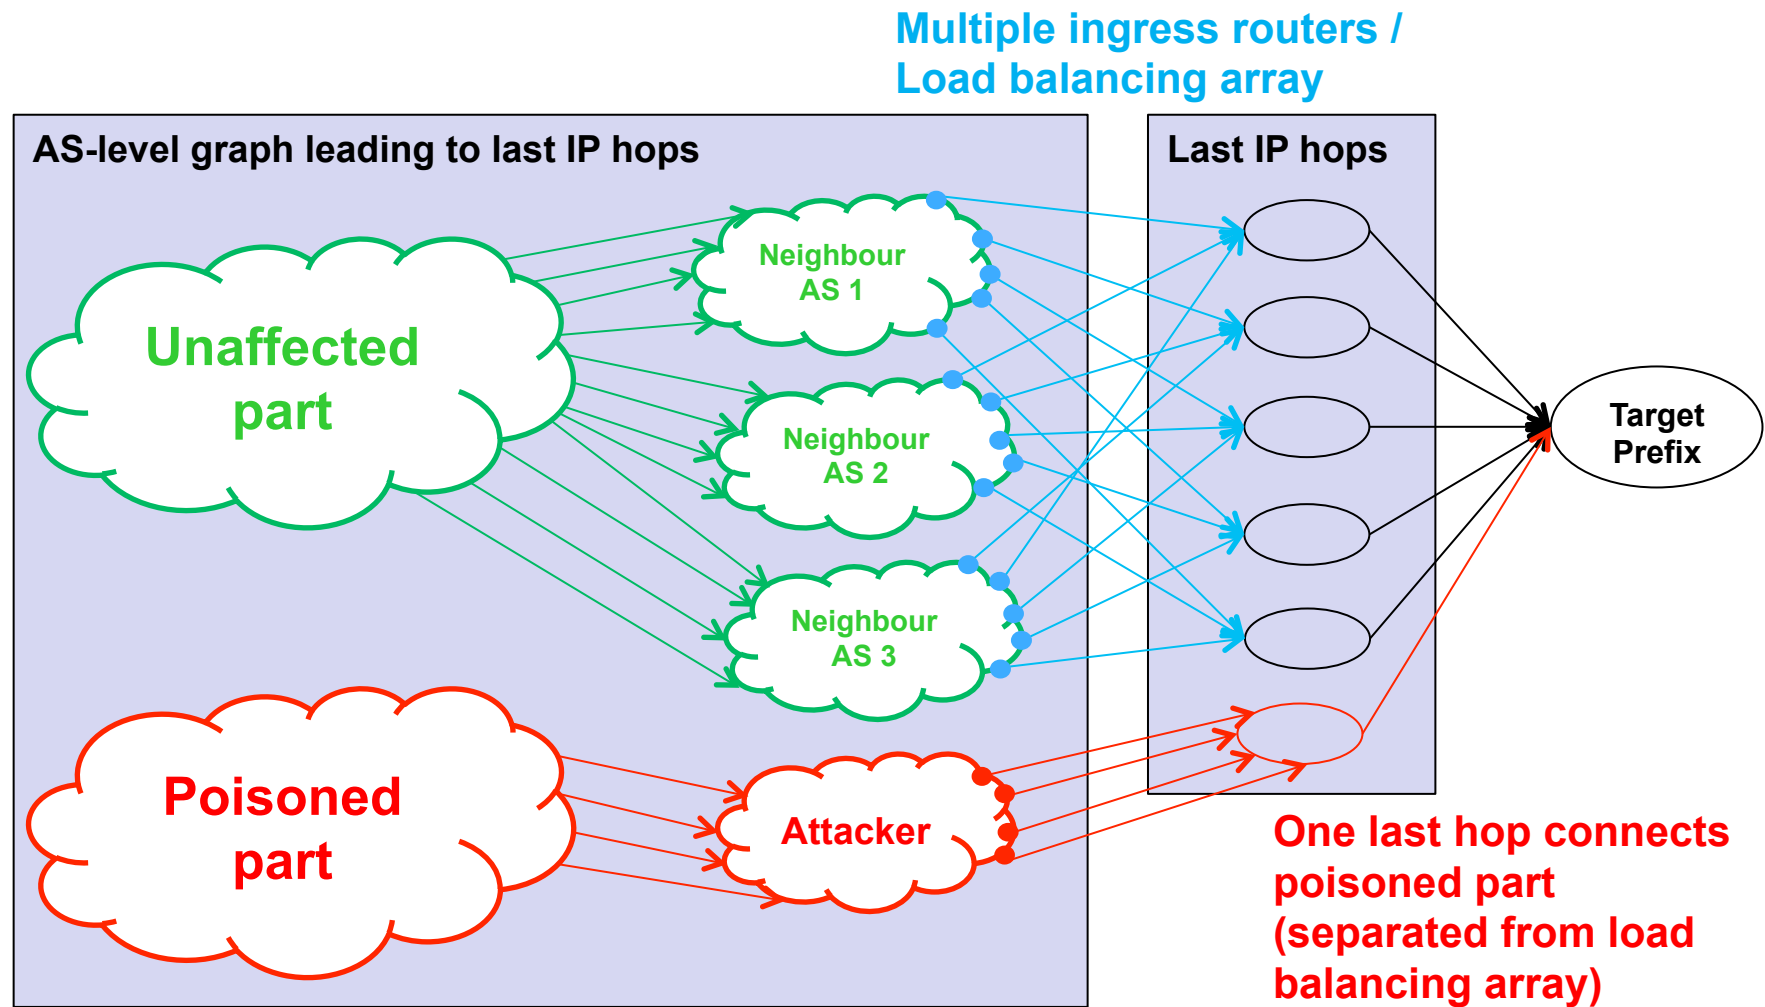 Multiple ingress routers /
Load balancing array
AS-level graph leading to last IP hops
Last IP hops
Neighbour
AS 1
Unaffected
part
Neighbour
AS 2
Target
Prefix
Neighbour
AS 3
Poisoned
part
Attacker
One last hop connects
poisoned part
(separated from load
balancing array)